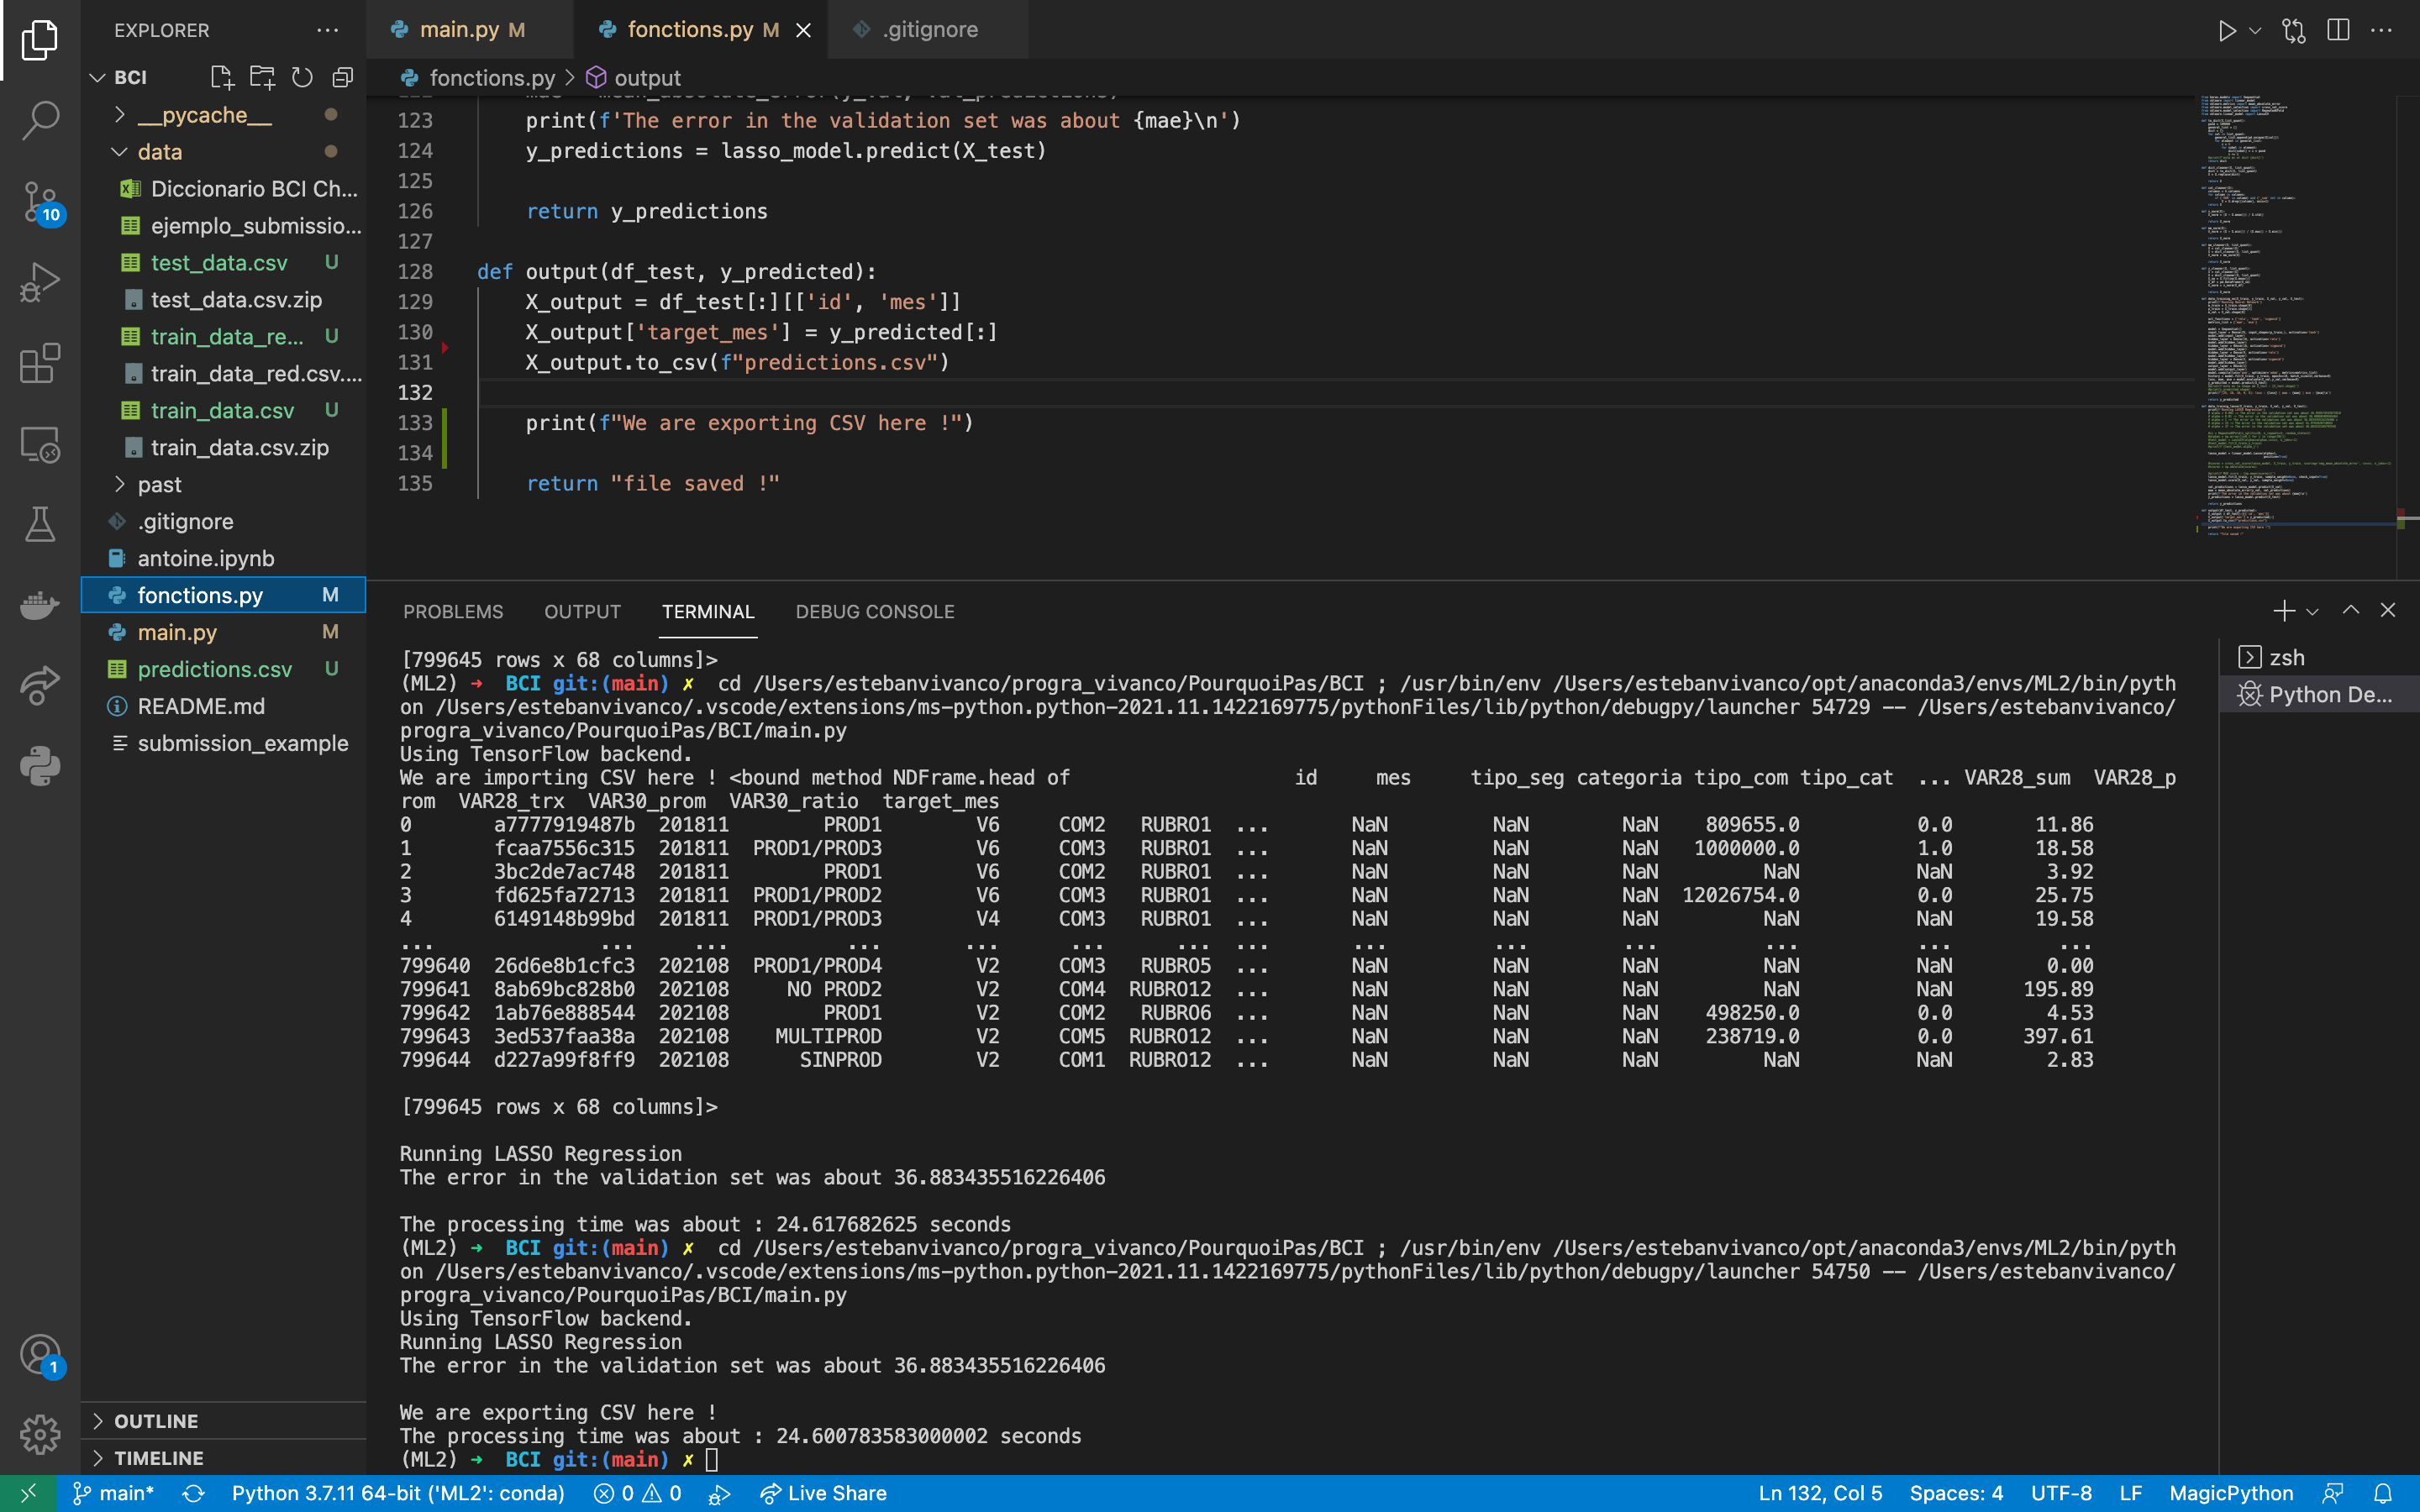 EXPLORER
BCI
__pycache__
data
Diccionario BCI Ch...
ejemplo_submissio...
test_data.csv U
test_data.csv.zip
train_data_re... U
train_data_red.csv....
train_data.csv U
train_data.csv.zip
past
.gitignore
antoine.ipynb
fonctions.py M
main.py M
predictions.csv U
README.md
submission_example
OUTLINE
TIMELINE
10
1
main.py M
fonctions.py M
.gitignore
fonctions.py > output
123 print(f'The error in the validation set was about {mae}\n')
124 y_predictions = lasso_model.predict(X_test)
125
126 return y_predictions
127
128 def output(df_test, y_predicted):
129 X_output = df_test[:][['id', 'mes']]
130 X_output['target_mes'] = y_predicted[:]
131 X_output.to_csv(f"predictions.csv")
132
133 print(f"We are exporting CSV here !")
134
135 return "file saved !"
PROBLEMS OUTPUT TERMINAL DEBUG CONSOLE
zsh
Python De...
[799645 rows x 68 columns]>
(ML2) ➜ BCI git:(main) ✗ cd /Users/estebanvivanco/progra_vivanco/PourquoiPas/BCI ; /usr/bin/env /Users/estebanvivanco/opt/anaconda3/envs/ML2/bin/pyth
on /Users/estebanvivanco/.vscode/extensions/ms-python.python-2021.11.1422169775/pythonFiles/lib/python/debugpy/launcher 54729 -- /Users/estebanvivanco/
progra_vivanco/PourquoiPas/BCI/main.py
Using TensorFlow backend.
We are importing CSV here ! <bound method NDFrame.head of id mes tipo_seg categoria tipo_com tipo_cat ... VAR28_sum VAR28_p
rom VAR28_trx VAR30_prom VAR30_ratio target_mes
0 a7777919487b 201811 PROD1 V6 COM2 RUBRO1 ... NaN NaN NaN 809655.0 0.0 11.86
1 fcaa7556c315 201811 PROD1/PROD3 V6 COM3 RUBRO1 ... NaN NaN NaN 1000000.0 1.0 18.58
2 3bc2de7ac748 201811 PROD1 V6 COM2 RUBRO1 ... NaN NaN NaN NaN NaN 3.92
3 fd625fa72713 201811 PROD1/PROD2 V6 COM3 RUBRO1 ... NaN NaN NaN 12026754.0 0.0 25.75
4 6149148b99bd 201811 PROD1/PROD3 V4 COM3 RUBRO1 ... NaN NaN NaN NaN NaN 19.58
... ... ... ... ... ... ... ... ... ... ... ... ... ...
799640 26d6e8b1cfc3 202108 PROD1/PROD4 V2 COM3 RUBRO5 ... NaN NaN NaN NaN NaN 0.00
799641 8ab69bc828b0 202108 NO PROD2 V2 COM4 RUBRO12 ... NaN NaN NaN NaN NaN 195.89
799642 1ab76e888544 202108 PROD1 V2 COM2 RUBRO6 ... NaN NaN NaN 498250.0 0.0 4.53
799643 3ed537faa38a 202108 MULTIPROD V2 COM5 RUBRO12 ... NaN NaN NaN 238719.0 0.0 397.61
799644 d227a99f8ff9 202108 SINPROD V2 COM1 RUBRO12 ... NaN NaN NaN NaN NaN 2.83
[799645 rows x 68 columns]>
Running LASSO Regression
The error in the validation set was about 36.883435516226406
The processing time was about : 24.617682625 seconds
(ML2) ➜ BCI git:(main) ✗ cd /Users/estebanvivanco/progra_vivanco/PourquoiPas/BCI ; /usr/bin/env /Users/estebanvivanco/opt/anaconda3/envs/ML2/bin/pyth
on /Users/estebanvivanco/.vscode/extensions/ms-python.python-2021.11.1422169775/pythonFiles/lib/python/debugpy/launcher 54750 -- /Users/estebanvivanco/
progra_vivanco/PourquoiPas/BCI/main.py
Using TensorFlow backend.
Running LASSO Regression
The error in the validation set was about 36.883435516226406
We are exporting CSV here !
The processing time was about : 24.600783583000002 seconds
(ML2) ➜ BCI git:(main) ✗
main* Python 3.7.11 64-bit ('ML2': conda) 0 0 Live Share Ln 132, Col 5 Spaces: 4 UTF-8 LF MagicPython